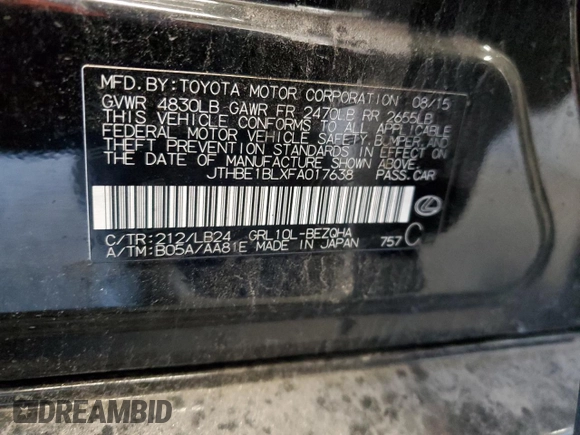 MFD. BY: TOYOTA MOTOR CORPORATION 08/15
GVWR 4830LB GAWR FR 2470LB RR 2655LB
THIS VEHICLE CONFORMS TO ALL APPLICABLE
FEDERAL MOTOR VEHICLE SAFETY, BUMPER, AND
THEFT PREVENTION STANDARDS IN EFFECT ON
THE DATE OF MANUFACTURE SHOWN ABOVE.
JTHBE1BLXFA017638 PASS.CAR
C/TR:212/LB24 GRL10L-BEZQHA
A/TM:B05A/AA81E MADE IN JAPAN 757 C
DREAMBID